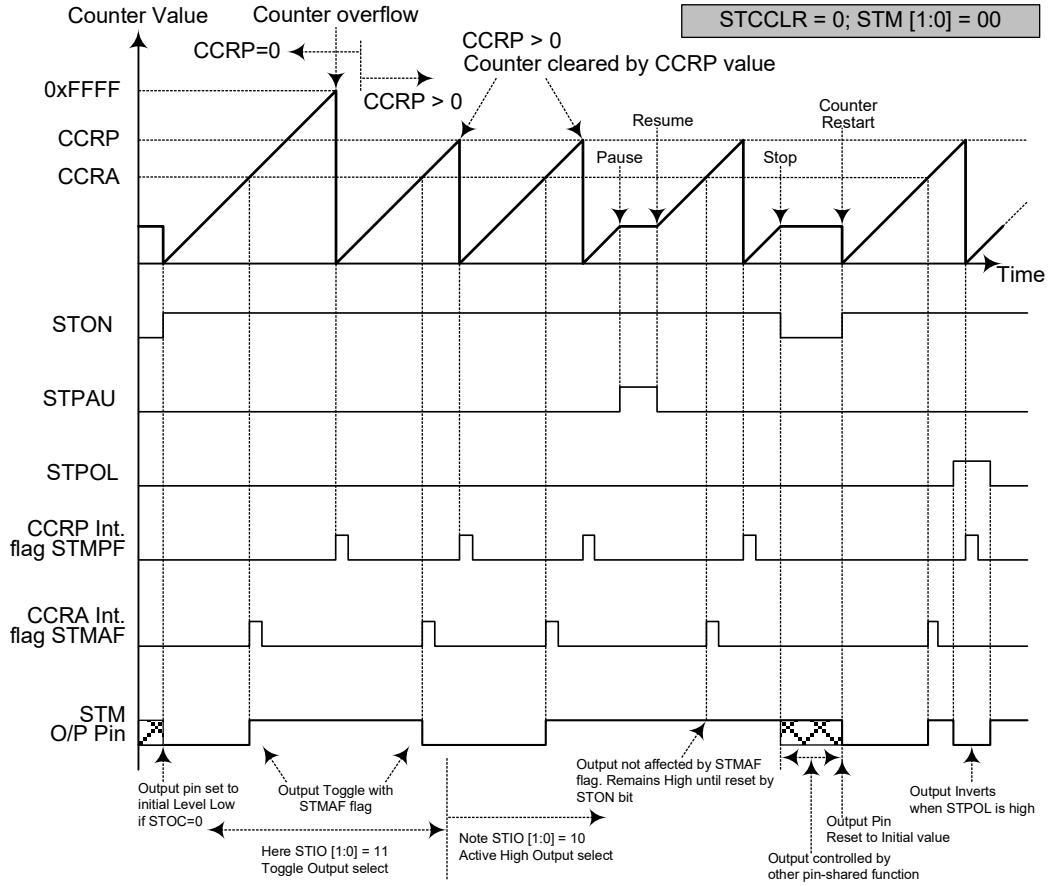 Counter Value
Counter overflow
STCCLR = 0; STM [1:0] = 00
CCRP=0
CCRP > 0
CCRP > 0
Counter cleared by CCRP value
0xFFFF
CCRP
CCRA
Pause
Resume
Stop
Counter
Restart
Time
STON
STPAU
STPOL
CCRP Int.
flag STMPF
CCRA Int.
flag STMAF
STM
O/P Pin
Output pin set to
initial Level Low
if STOC=0
Output Toggle with
STMAF flag
Output not affected by STMAF
flag. Remains High until reset by
STON bit
Output Inverts
when STPOL is high
Output Pin
Reset to Initial value
Here STIO [1:0] = 11
Toggle Output select
Note STIO [1:0] = 10
Active High Output select
Output controlled by
other pin-shared function